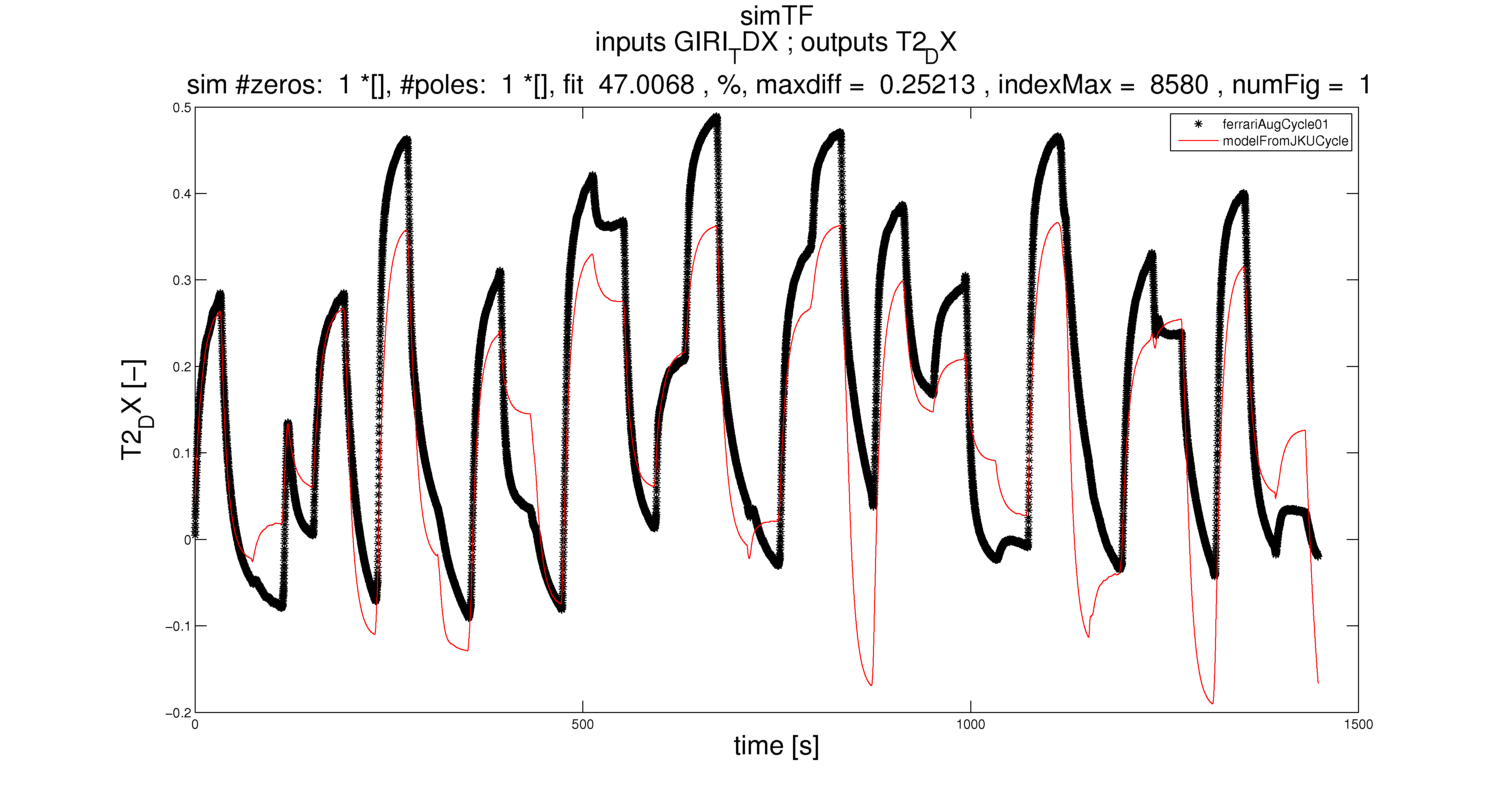 simTF
inputs GIRI_TDX ; outputs T2_DX
sim #zeros:  1 *[], #poles:  1 *[], fit  47.0068 , %, maxdiff =  0.25213 , indexMax =  8580 , numFig =  1
0.5
0.4
0.3
0.2
0.1
0
−0.1
−0.2
T2_DX [−]
ferrariAugCycle01
modelFromJKUCycle
0
500
1000
1500
time [s]